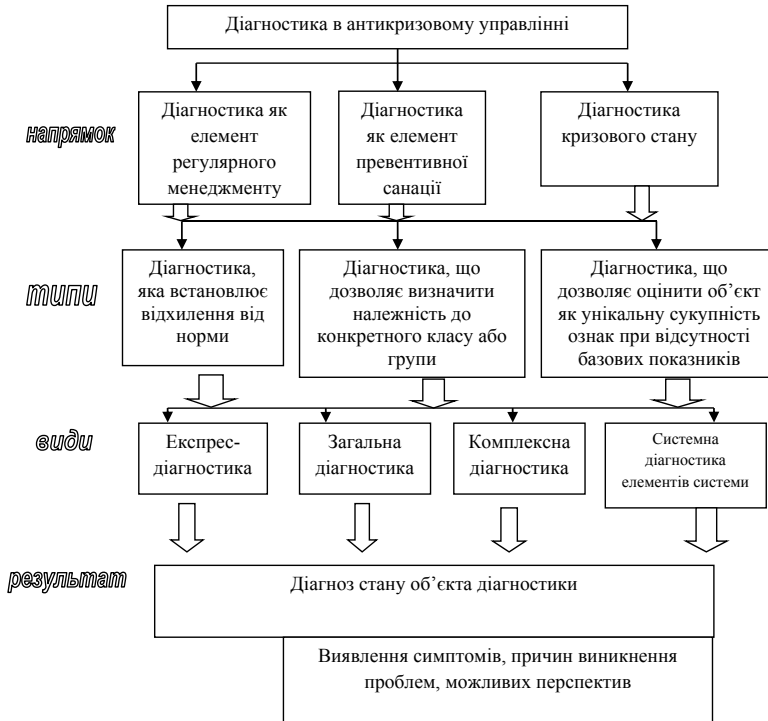 Діагностика в антикризовому управлінні
напрямок
Діагностика як
елемент
регулярного
менеджменту
Діагностика
як елемент
превентивної
санації
Діагностика
кризового стану
типи
Діагностика,
яка встановлює
відхилення від
норми
Діагностика, що
дозволяє визначити
належність до
конкретного класу або
групи
Діагностика, що
дозволяє оцінити об’єкт
як унікальну сукупність
ознак при відсутності
базових показників
види
Експрес-
діагностика
Загальна
діагностика
Комплексна
діагностика
Системна
діагностика
елементів системи
результат
Діагноз стану об’єкта діагностики
Виявлення симптомів, причин виникнення
проблем, можливих перспектив